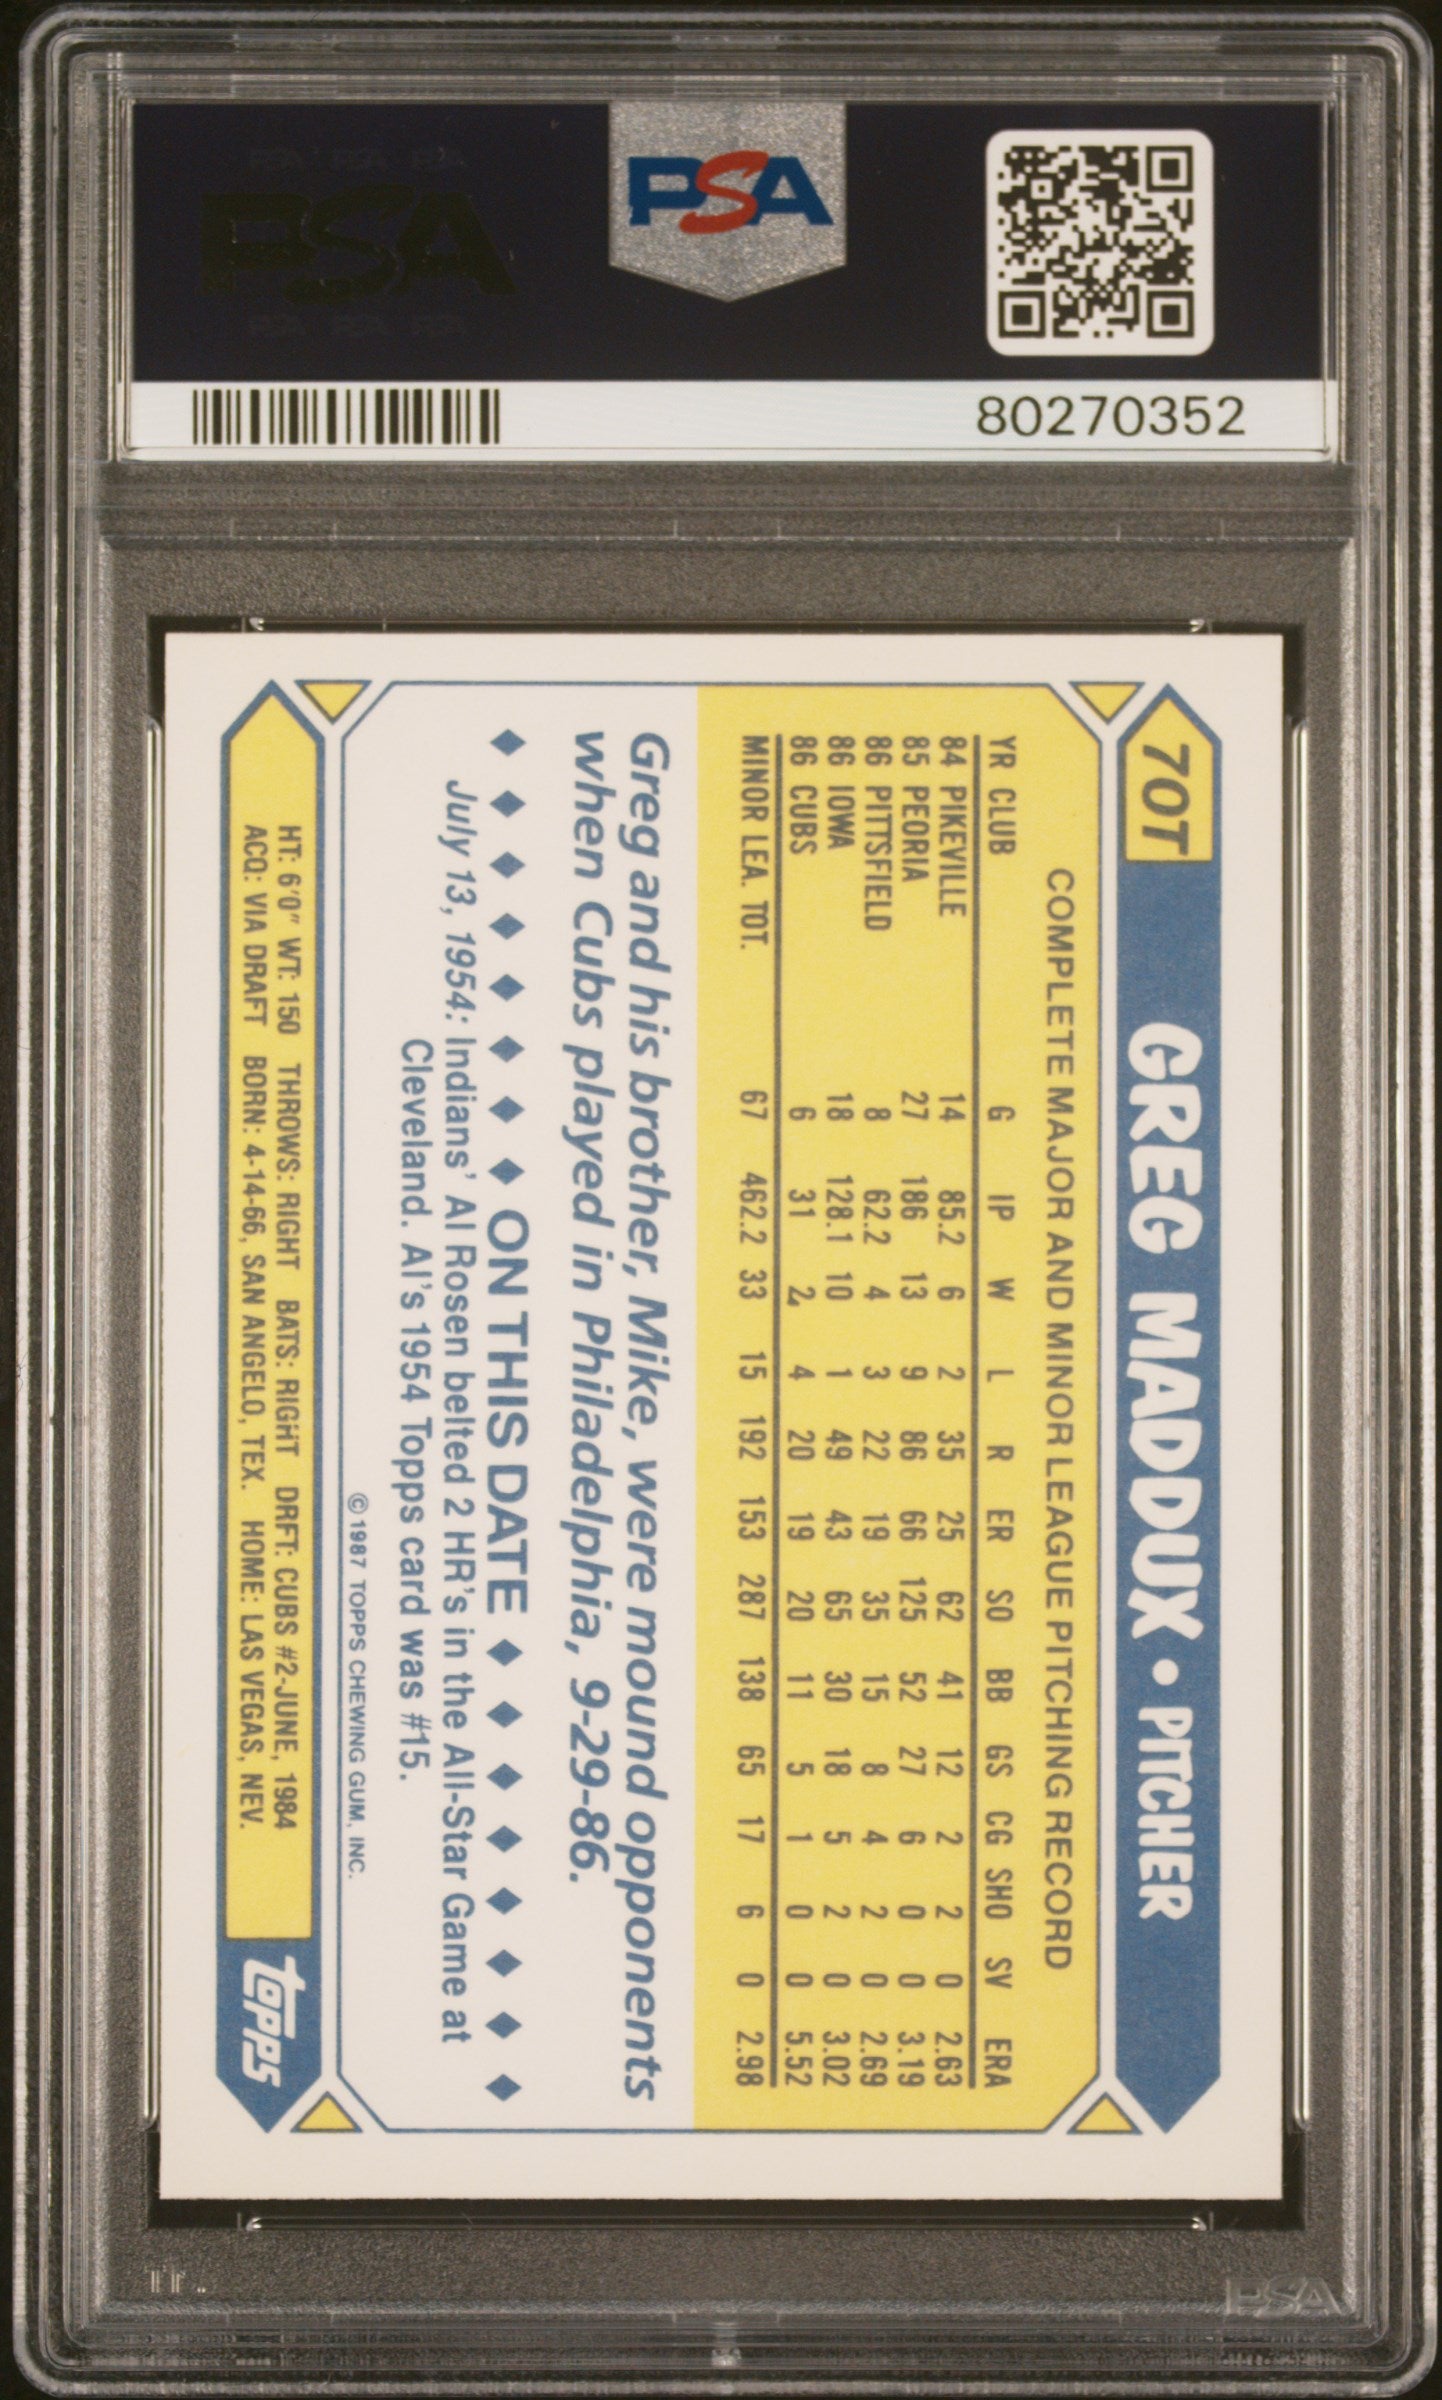 PSA PSA PSA
PSA
PSA PSA PSA
PSA
80270352
70T GREG MADDUX • PITCHER
COMPLETE MAJOR AND MINOR LEAGUE PITCHING RECORD
YR CLUB G IP W L R ER SO BB GS CG SHO SV ERA
84 PIKEVILLE 14 85.2 6 2 35 25 62 41 12 2 2 0 2.63
85 PEORIA 27 186 13 9 86 66 125 52 27 6 0 0 3.19
86 PITTSFIELD 8 62.2 4 3 22 19 35 15 8 4 2 0 2.69
86 IOWA 18 128.1 10 1 49 43 65 30 18 5 2 0 3.02
86 CUBS 6 31 2 4 20 19 20 11 5 1 0 0 5.52
MINOR LEA. TOT. 67 462.2 33 15 192 153 287 138 65 17 6 0 2.98
Greg and his brother, Mike, were mound opponents
when Cubs played in Philadelphia, 9-29-86.
◆ ◆ ◆ ◆ ◆ ◆ ◆ ◆ ON THIS DATE ◆ ◆ ◆ ◆ ◆ ◆ ◆ ◆
July 13, 1954: Indians' Al Rosen belted 2 HR's in the All-Star Game at
Cleveland. Al's 1954 Topps card was #15.
© 1987 TOPPS CHEWING GUM, INC.
HT: 6'0" WT: 150 THROWS: RIGHT BATS: RIGHT DRFT: CUBS #2-JUNE, 1984
ACQ: VIA DRAFT BORN: 4-14-66, SAN ANGELO, TEX. HOME: LAS VEGAS, NEV.
topps
PSA